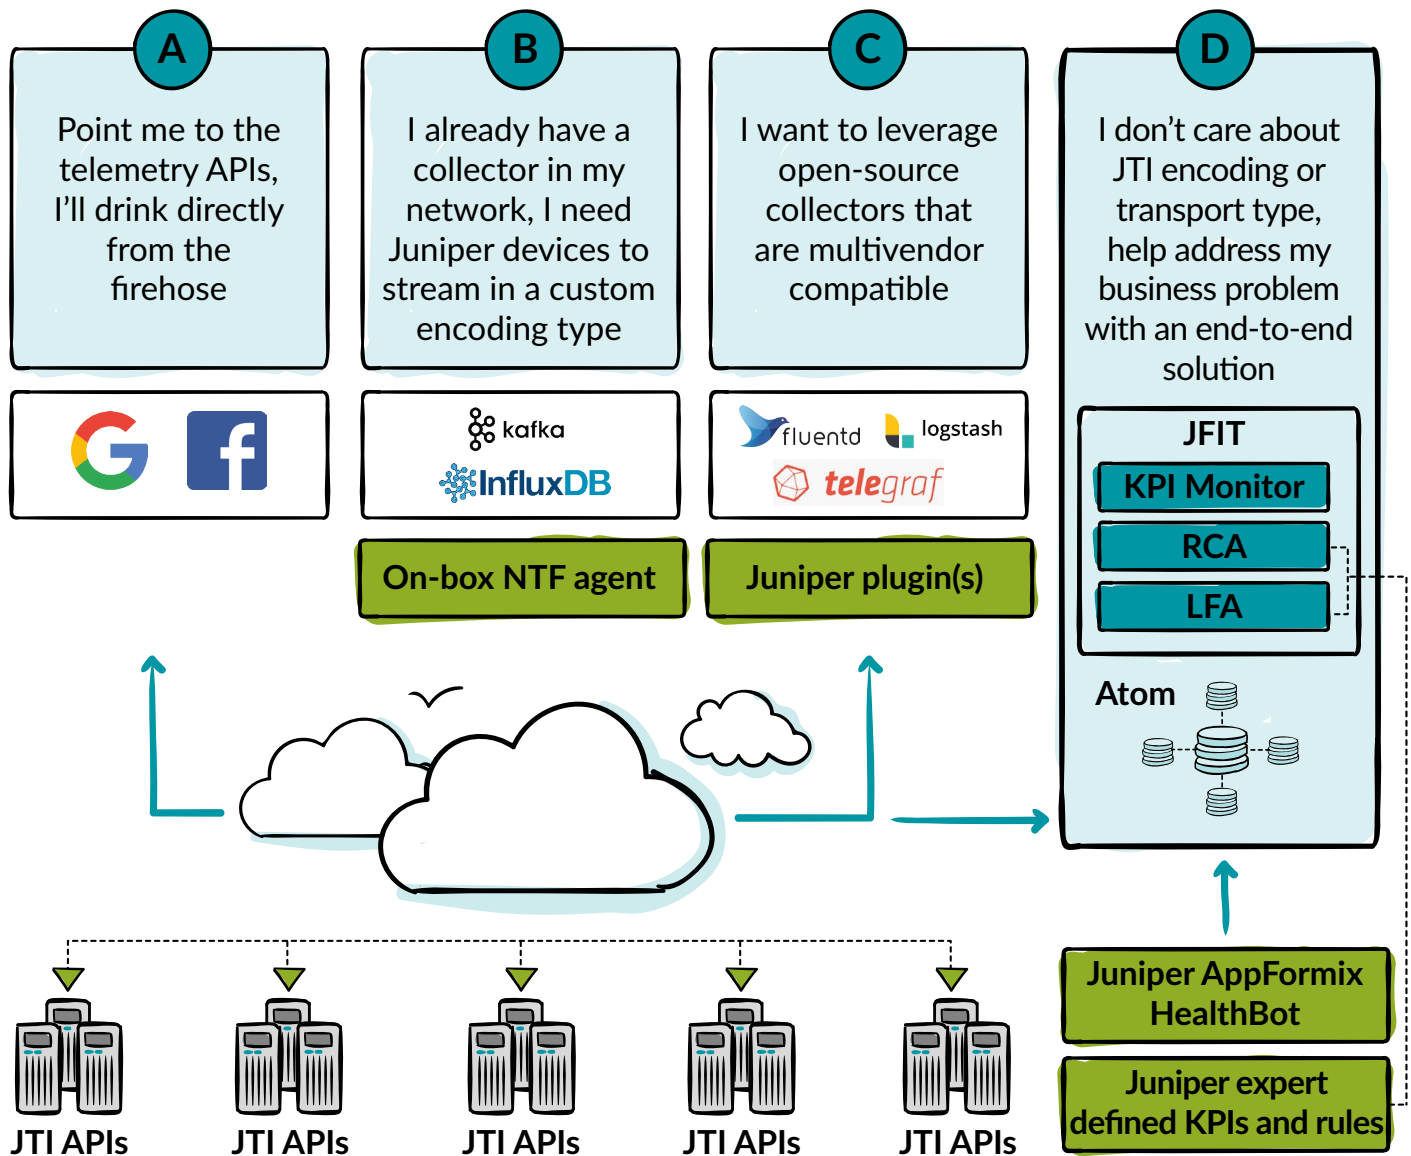 A
Point me to the
telemetry APIs,
I'll drink directly
from the
firehose
B
I already have a
collector in my
network, I need
Juniper devices to
stream in a custom
encoding type
kafka
InfluxDB
On-box NTF agent
C
I want to leverage
open-source
collectors that
are multivendor
compatible
fluentd
logstash
telegraf
Juniper plugin(s)
D
I don't care about
JTI encoding or
transport type,
help address my
business problem
with an end-to-end
solution
JFIT
KPI Monitor
RCA
LFA
Atom
Juniper AppFormix
HealthBot
Juniper expert
defined KPIs and rules
JTI APIs
JTI APIs
JTI APIs
JTI APIs
JTI APIs